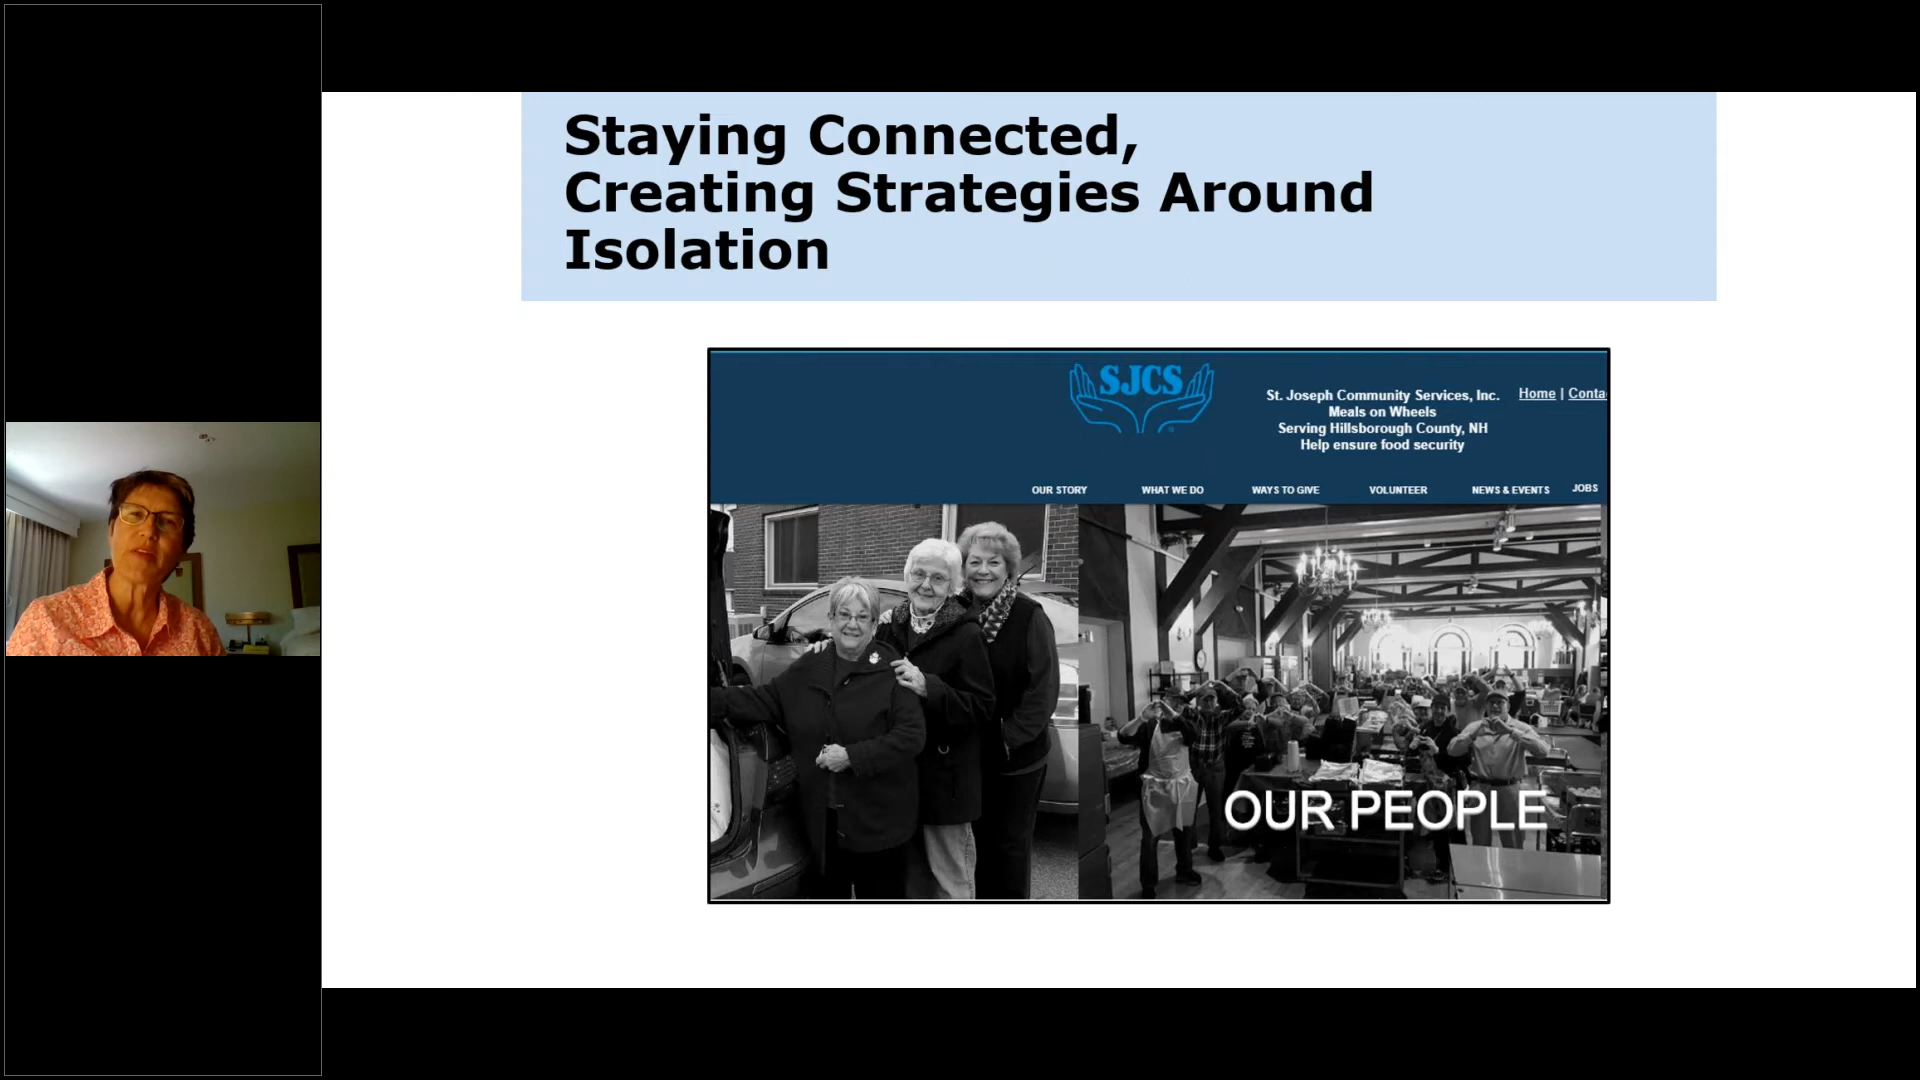 Staying Connected,
Creating Strategies Around
Isolation
SJCS
St. Joseph Community Services, Inc.
Meals on Wheels
Serving Hillsborough County, NH
Help ensure food security
Home | Conta
OUR STORY WHAT WE DO WAYS TO GIVE VOLUNTEER NEWS & EVENTS JOBS
OUR PEOPLE